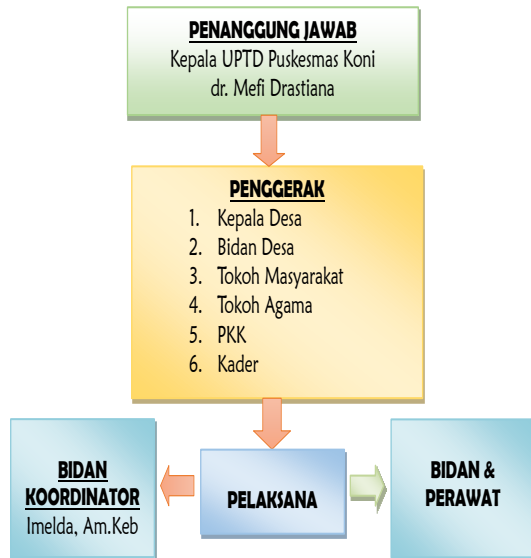 PENANGGUNG JAWAB
Kepala UPTD Puskesmas Koni
dr. Mefi Drastiana
PENGGERAK
1. Kepala Desa
2. Bidan Desa
3. Tokoh Masyarakat
4. Tokoh Agama
5. PKK
6. Kader
BIDAN
KOORDINATOR
Imelda, Am.Keb
PELAKSANA
BIDAN &
PERAWAT